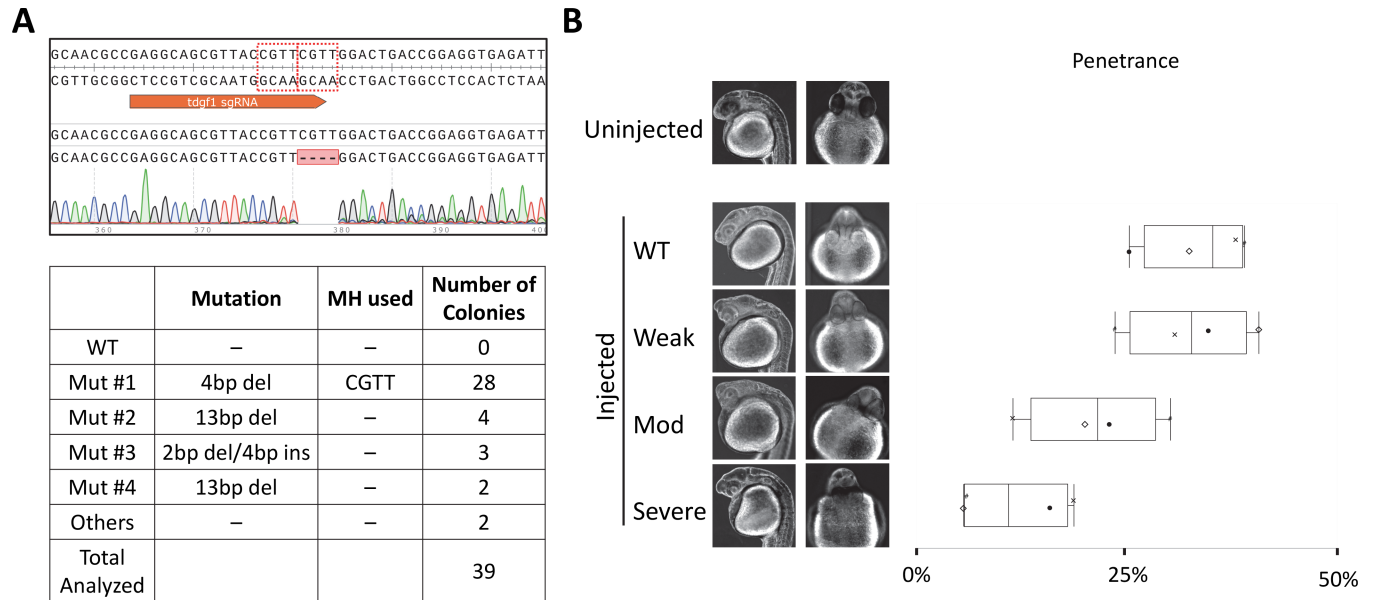 A
GCAACGCCGAGGCAGCGTTACCGTTCGTTGGACTGACCGGAGGTGAGATT
CGTTGCGGCTCCGTCGCAATGGCAAGCAACCTGACTGGCCTCCACTCTAA
tdgf1 sgRNA
GCAACGCCGAGGCAGCGTTACCGTTCGTTGGACTGACCGGAGGTGAGATT
GCAACGCCGAGGCAGCGTTACCGTT----GGACTGACCGGAGGTGAGATT
360 370 380 390 40
Mutation MH used Number of
Colonies
WT – – 0
Mut #1 4bp del CGTT 28
Mut #2 13bp del – 4
Mut #3 2bp del/4bp ins – 3
Mut #4 13bp del – 2
Others – – 2
Total
Analyzed 39
B
Penetrance
Uninjected
Injected
WT
Weak
Mod
Severe
0% 25% 50%